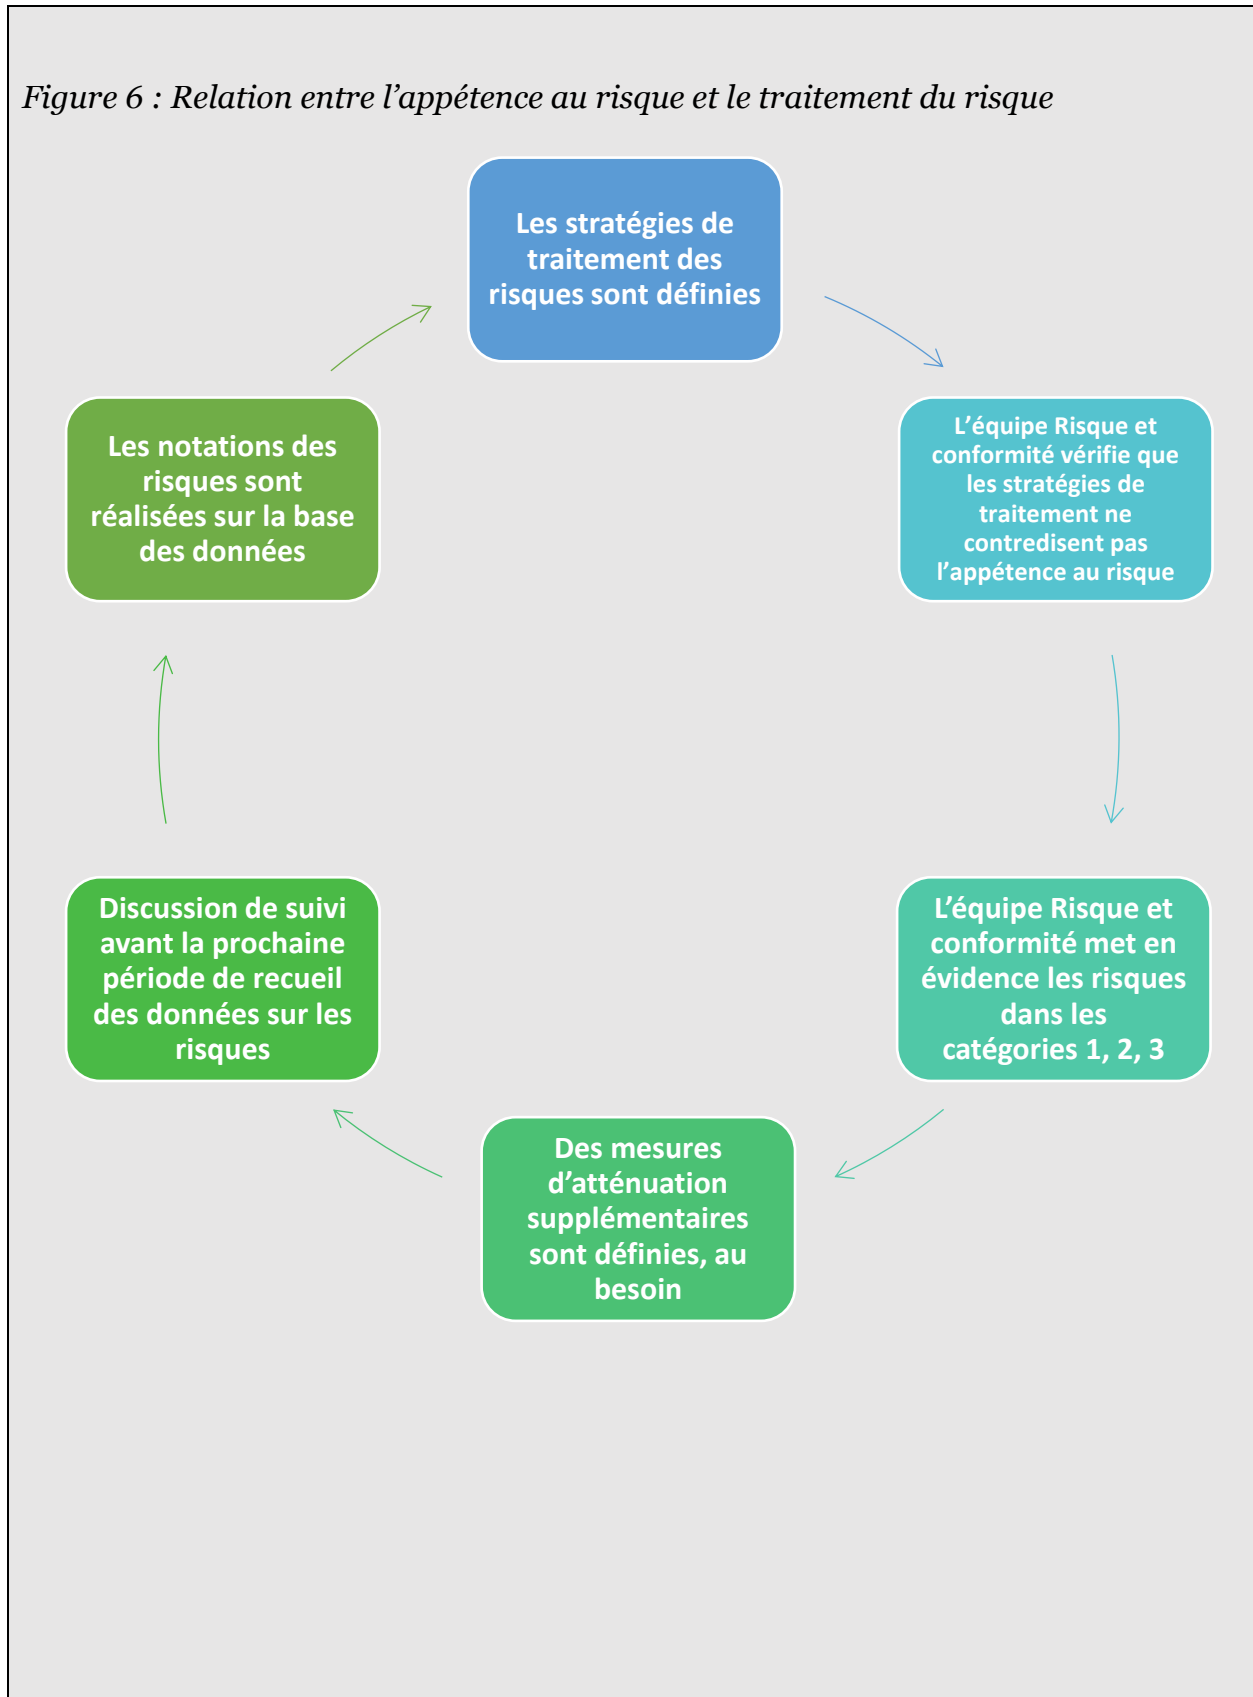 Figure 6 : Relation entre l’appétence au risque et le traitement du risque
Les stratégies de
traitement des
risques sont définies
L’équipe Risque et
conformité vérifie que
les stratégies de
traitement ne
contredisent pas
l’appétence au risque
L’équipe Risque et
conformité met en
évidence les risques
dans les
catégories 1, 2, 3
Des mesures
d’atténuation
supplémentaires
sont définies, au
besoin
Discussion de suivi
avant la prochaine
période de recueil
des données sur les
risques
Les notations des
risques sont
réalisées sur la base
des données